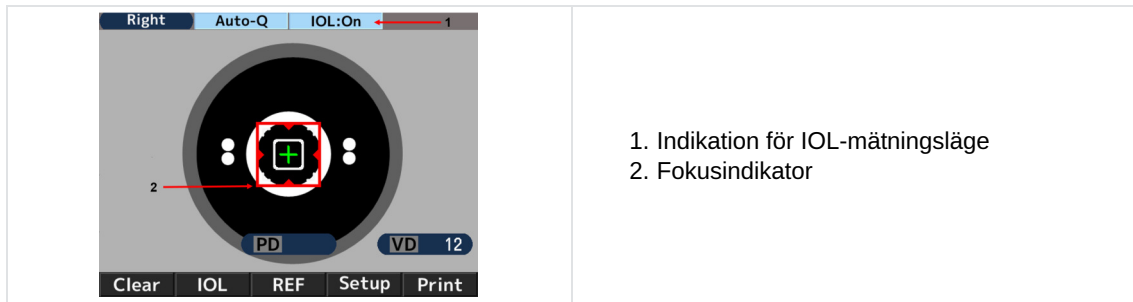 Right Auto-Q IOL:On 1
2
PD VD 12
Clear IOL REF Setup Print
1. Indikation för IOL-mätningsläge
2. Fokusindikator